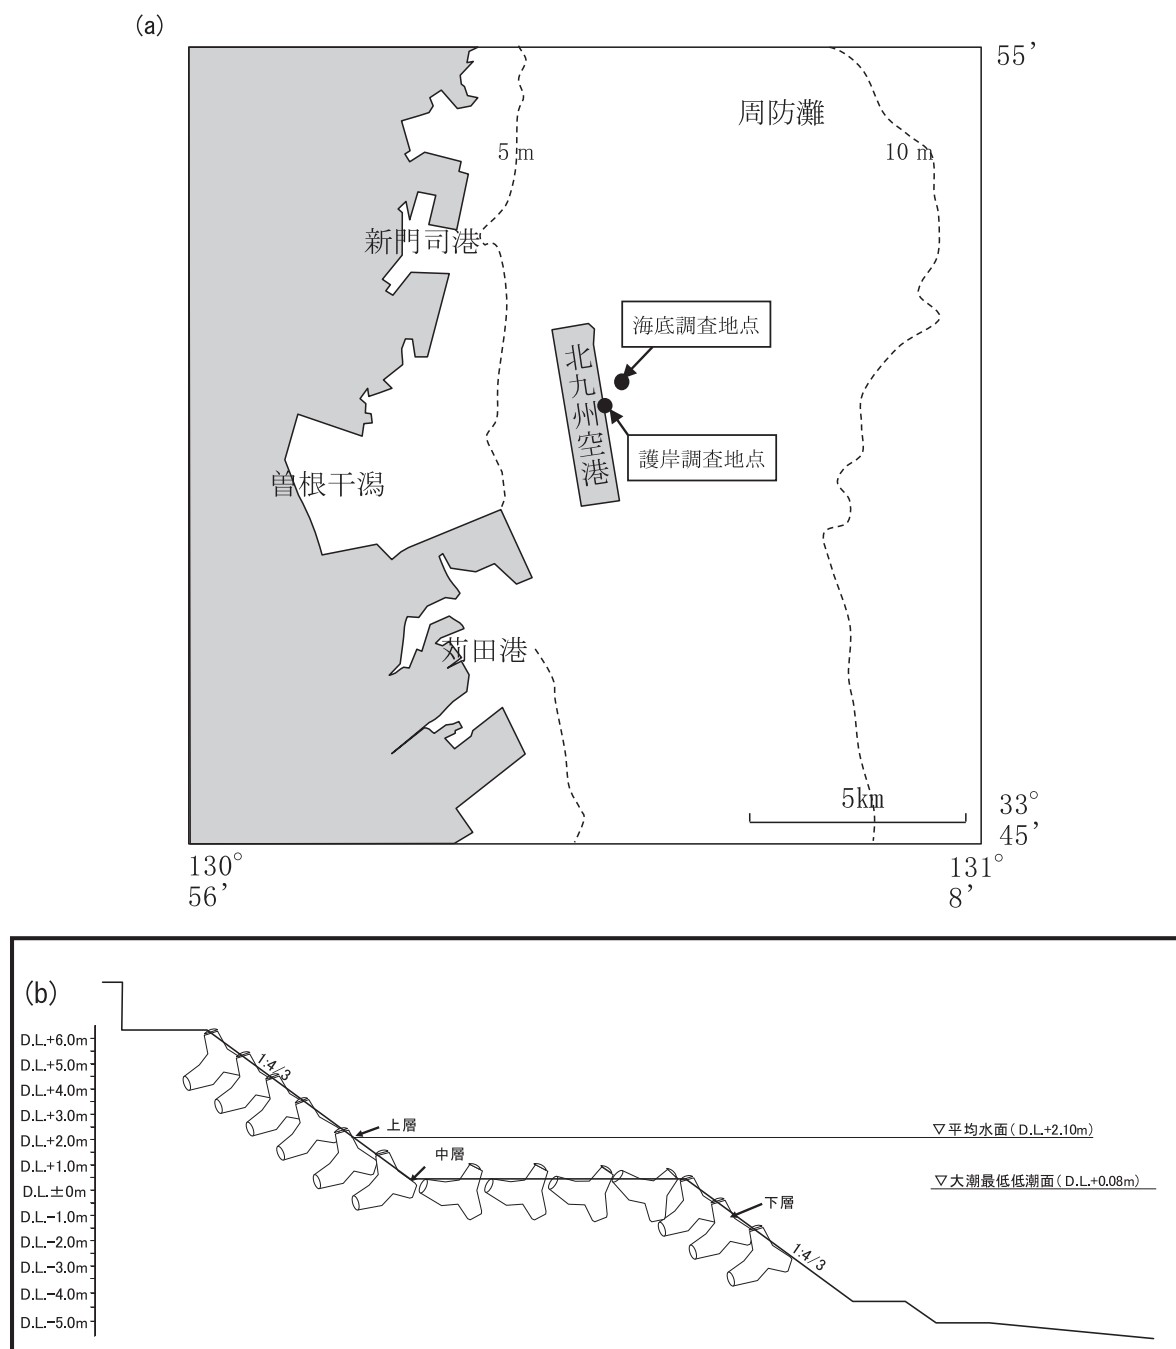 (a)
55’
周防灘
5 m
10 m
新門司港
海底調査地点
北九州空港
護岸調査地点
曽根干潟
苅田港
5km
33°
45’
130°
56’
131°
8’
(b)
D.L.+6.0m
D.L.+5.0m
D.L.+4.0m
D.L.+3.0m
D.L.+2.0m
D.L.+1.0m
D.L.±0m
D.L.−1.0m
D.L.−2.0m
D.L.−3.0m
D.L.−4.0m
D.L.−5.0m
1:4/3
上層
▽平均水面(D.L.+2.10m)
中層
▽大潮最低低潮面(D.L.+0.08m)
下層
1:4/3